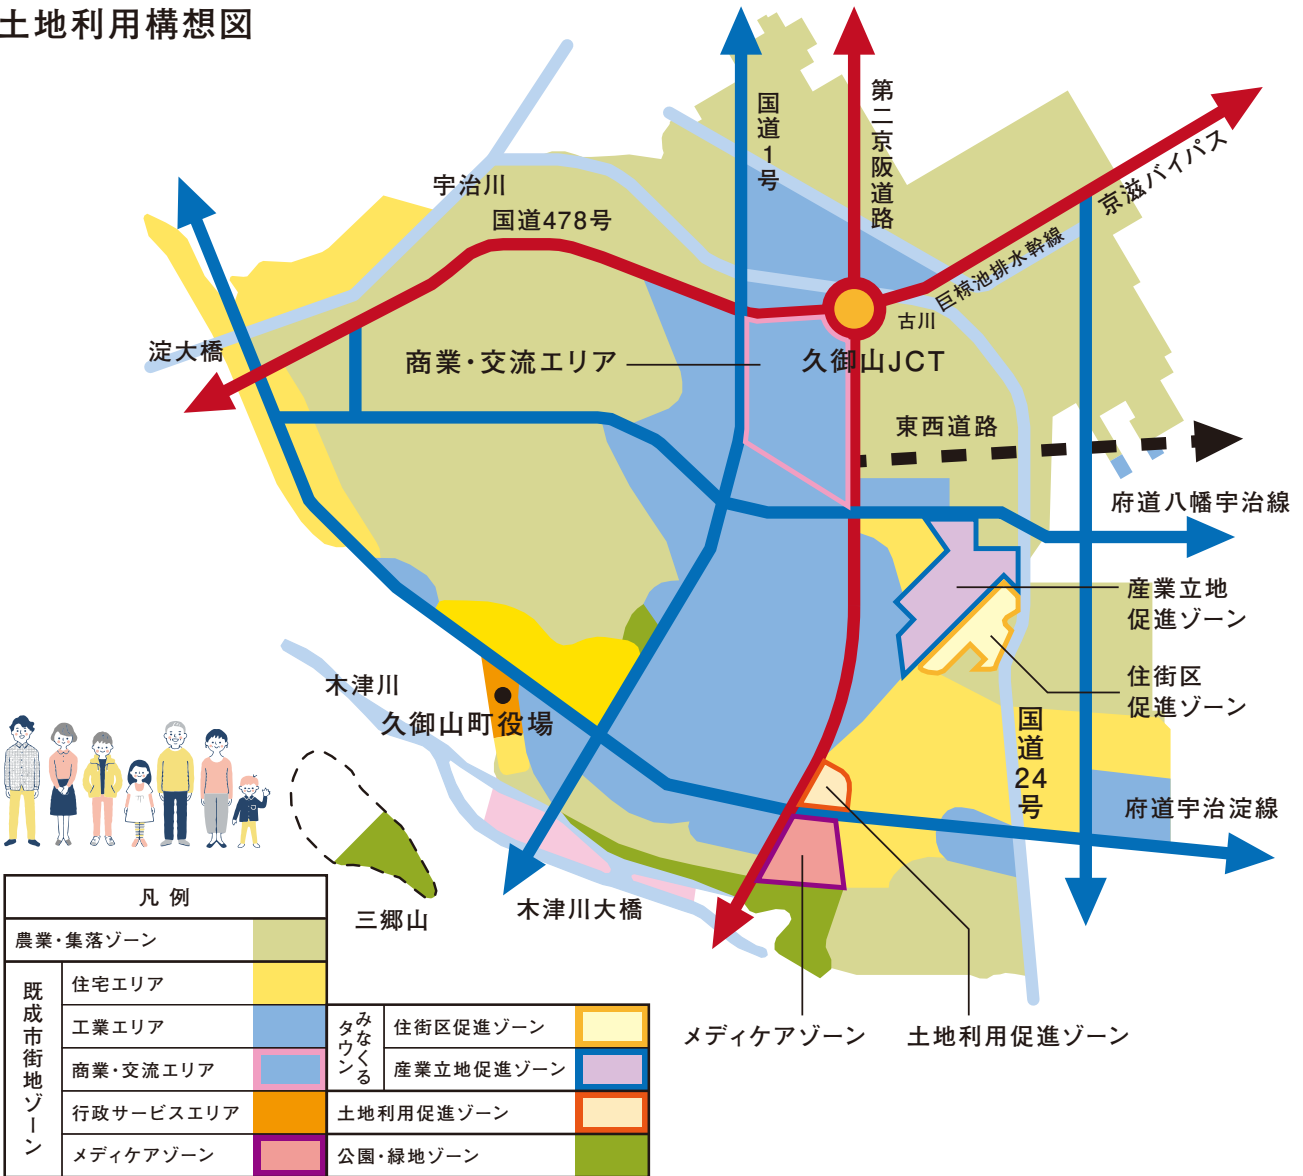 土地利用構想図
国道1号
第二京阪道路
京滋バイパス
宇治川
国道478号
巨椋池排水幹線
古川
淀大橋
商業・交流エリア
久御山JCT
東西道路
府道八幡宇治線
産業立地
促進ゾーン
住街区
促進ゾーン
木津川
久御山町役場
国道24号
府道宇治淀線
三郷山
木津川大橋
メディケアゾーン
土地利用促進ゾーン
凡例
農業・集落ゾーン
既成市街地ゾーン
住宅エリア
工業エリア
商業・交流エリア
行政サービスエリア
メディケアゾーン
みなくる
タウン
住街区促進ゾーン
産業立地促進ゾーン
土地利用促進ゾーン
公園・緑地ゾーン